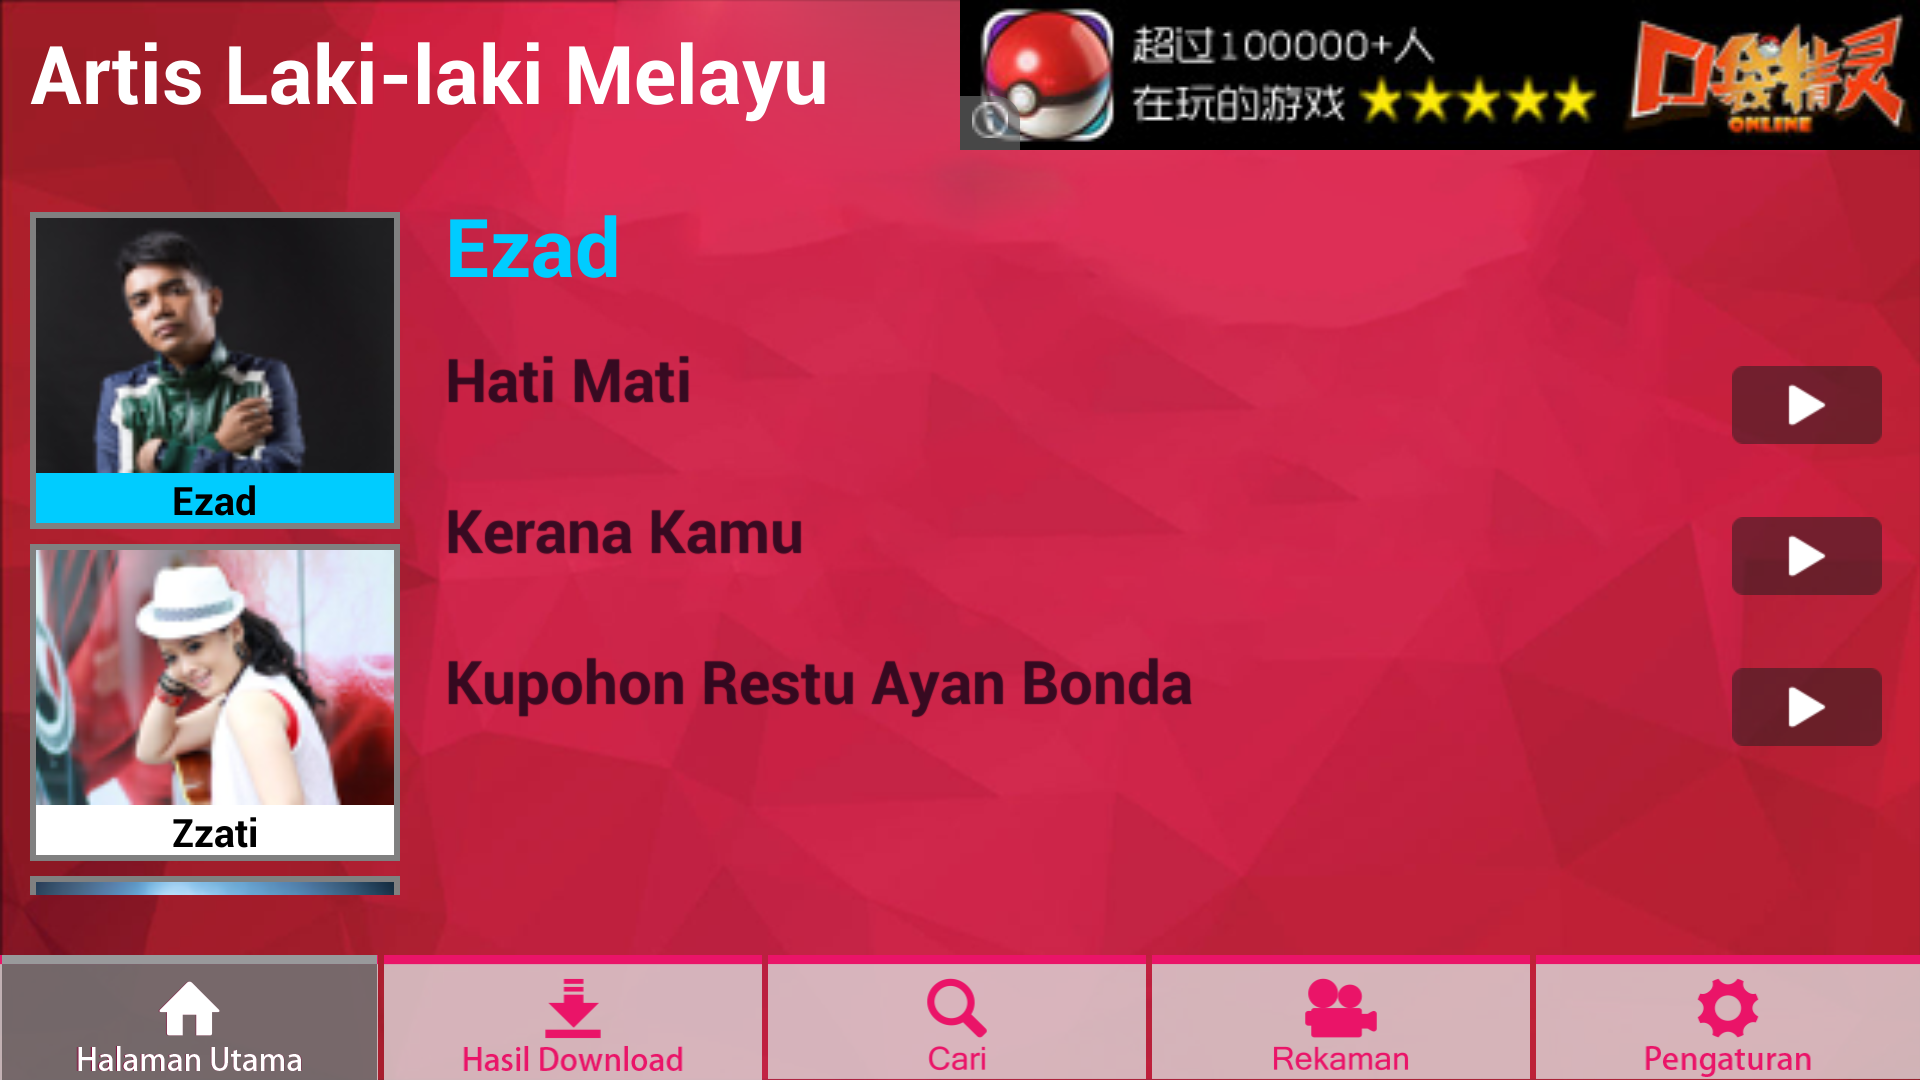 Artis Laki-laki Melayu
超过100000+人
在玩的游戏
口袋精灵
ONLINE
Ezad
Ezad
Hati Mati
Kerana Kamu
Kupohon Restu Ayan Bonda
Zzati
Halaman Utama
Hasil Download
Cari
Rekaman
Pengaturan